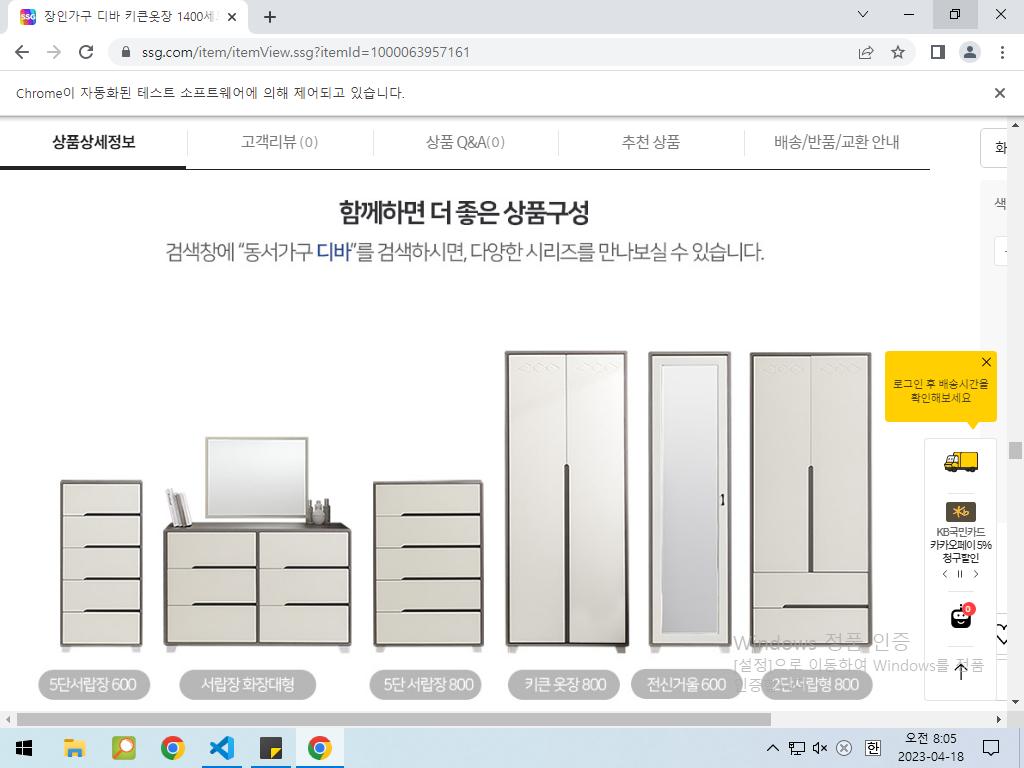 장인가구 디바 키큰옷장 1400세트
ssg.com/item/itemView.ssg?itemId=1000063957161
Chrome이 자동화된 테스트 소프트웨어에 의해 제어되고 있습니다.
상품상세정보
고객리뷰 (0)
상품 Q&A(0)
추천 상품
배송/반품/교환 안내
화
색
함께하면 더 좋은 상품구성
검색창에 “동서가구 디바”를 검색하시면, 다양한 시리즈를 만나보실 수 있습니다.
로그인 후 배송시간을
확인해보세요
KB국민카드
카카오페이 5%
청구할인
0
5단서랍장 600
서랍장 화장대형
5단 서랍장 800
키큰 옷장 800
전신거울 600
2단서랍형 800
Windows 정품 인증
[설정]으로 이동하여 Windows를 정품
한
오전 8:05
2023-04-18